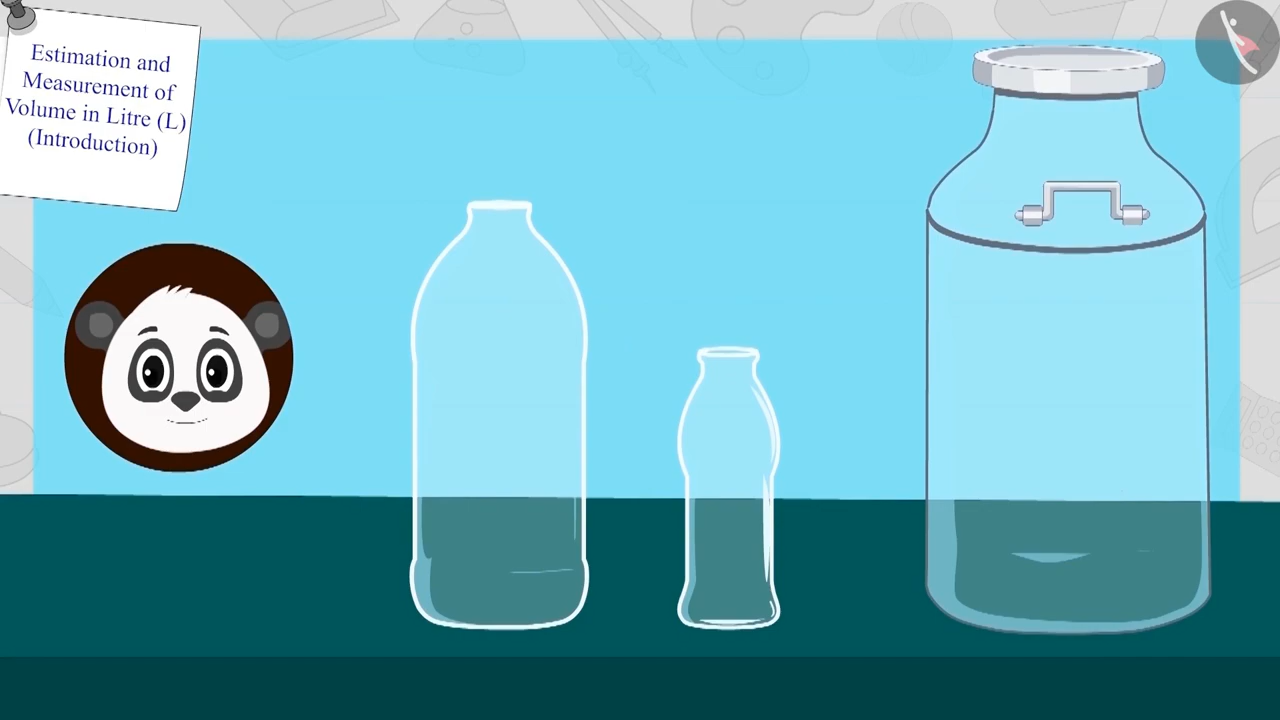 Estimation and
Measurement of
Volume in Litre (L)
(Introduction)